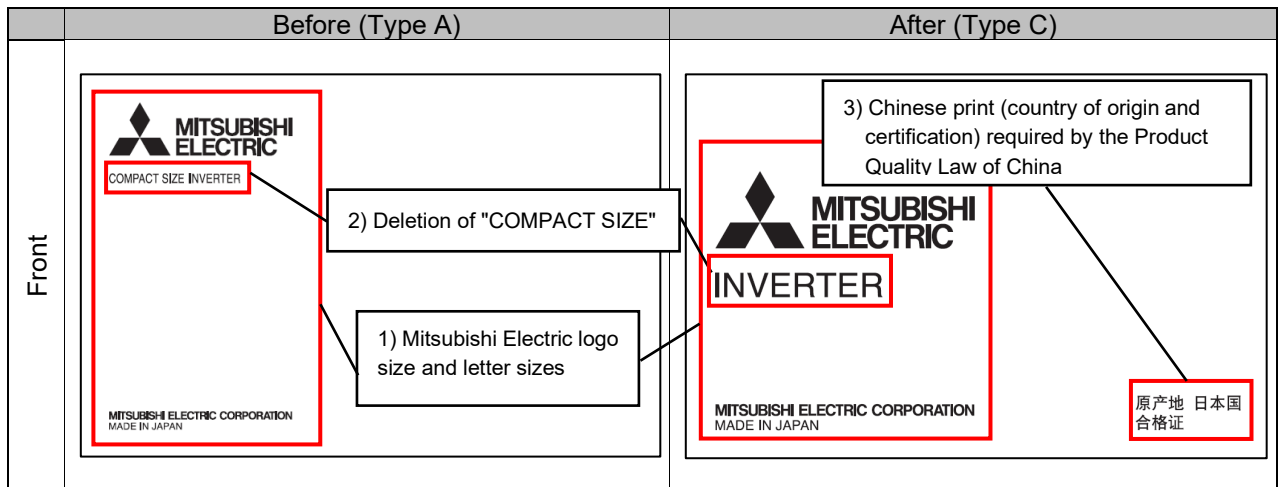 Before (Type A)
After (Type C)
Front
MITSUBISHI
ELECTRIC
COMPACT SIZE INVERTER
MITSUBISHI ELECTRIC CORPORATION
MADE IN JAPAN
2) Deletion of "COMPACT SIZE"
1) Mitsubishi Electric logo
size and letter sizes
3) Chinese print (country of origin and
certification) required by the Product
Quality Law of China
MITSUBISHI
ELECTRIC
INVERTER
MITSUBISHI ELECTRIC CORPORATION
MADE IN JAPAN
原产地 日本国
合格证